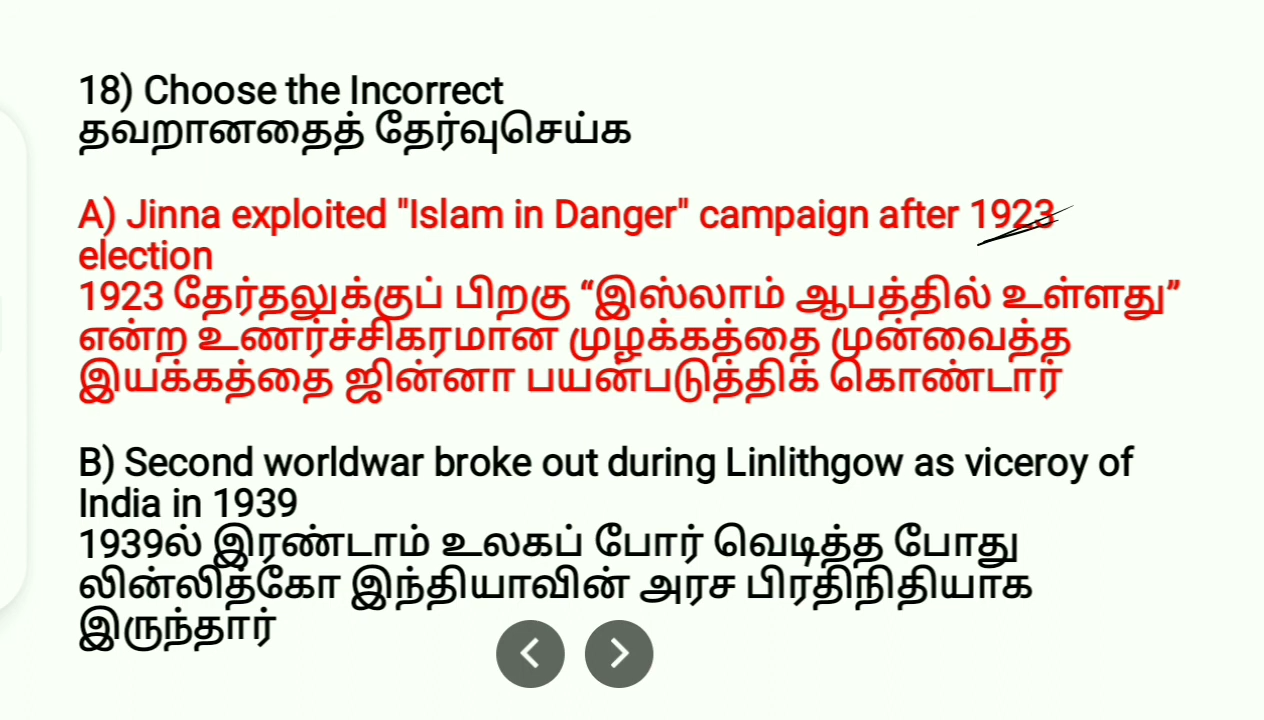 18) Choose the Incorrect
தவறானதைத் தேர்வுசெய்க
A) Jinna exploited "Islam in Danger" campaign after 1923
election
1923 தேர்தலுக்குப் பிறகு “இஸ்லாம் ஆபத்தில் உள்ளது”
என்ற உணர்ச்சிகரமான முழக்கத்தை முன்வைத்த
இயக்கத்தை ஜின்னா பயன்படுத்திக் கொண்டார்
B) Second worldwar broke out during Linlithgow as viceroy of
India in 1939
1939ல் இரண்டாம் உலகப் போர் வெடித்த போது
லின்லித்கோ இந்தியாவின் அரச பிரதிநிதியாக
இருந்தார்